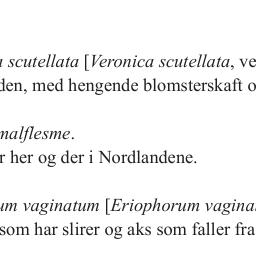 scutellata [Veronica scutellata, ve
den, med hengende blomsterskaft o
malflesme.
r her og der i Nordlandene.
um vaginatum [Eriophorum vagina
som har slirer og aks som faller fra